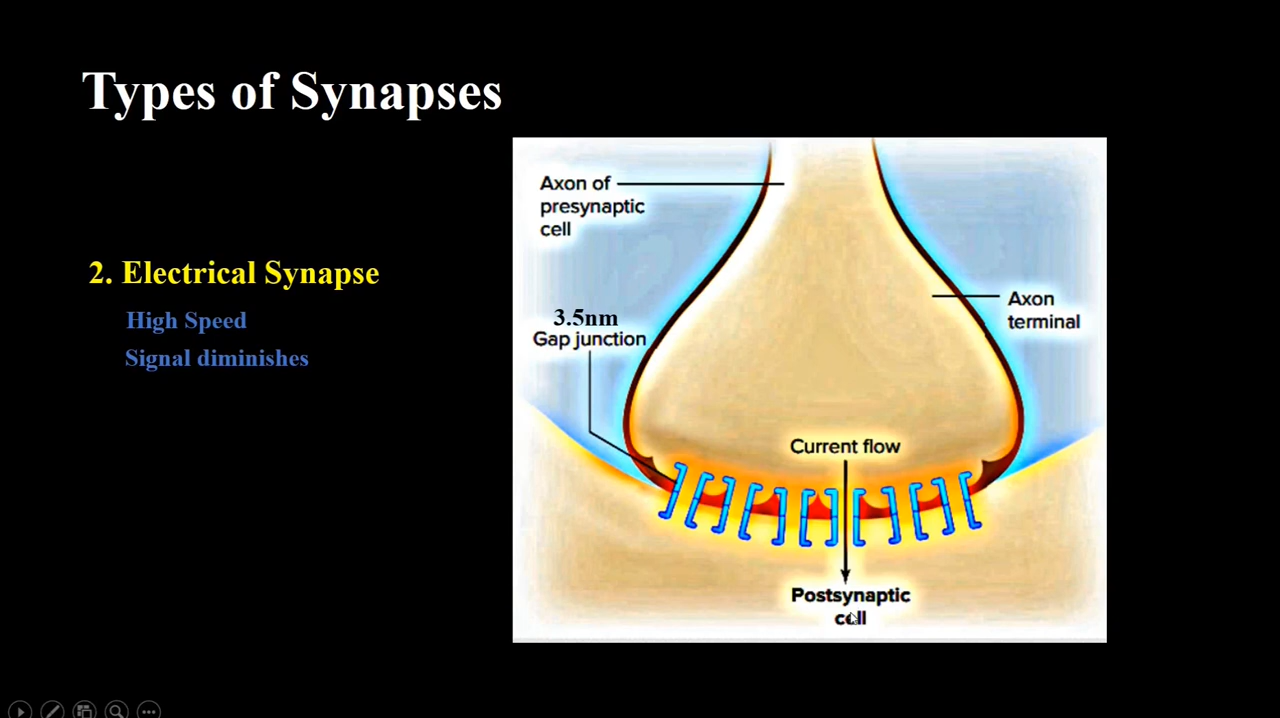 Types of Synapses
2. Electrical Synapse
High Speed
Signal diminishes
Axon of
presynaptic
cell
3.5nm
Gap junction
Axon
terminal
Current flow
Postsynaptic
cell